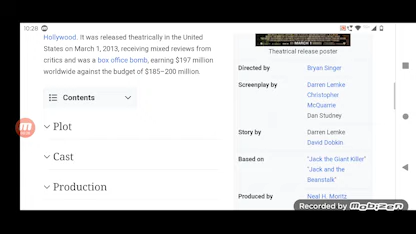 10:28
Hollywood. It was released theatrically in the United
States on March 1, 2013, receiving mixed reviews from
critics and was a box office bomb, earning $197 million
worldwide against the budget of $185–200 million.
Contents
Plot
Cast
Production
MARCH 1
Theatrical release poster
Directed by Bryan Singer
Screenplay by Darren Lemke
Christopher
McQuarrie
Dan Studney
Story by Darren Lemke
David Dobkin
Based on "Jack the Giant Killer"
"Jack and the
Beanstalk"
Produced by Neal H. Moritz
Recorded by Mobizen